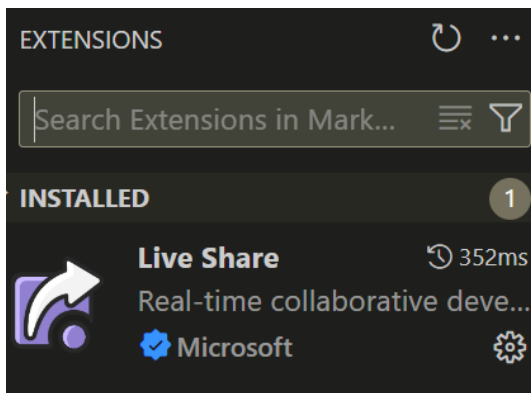 EXTENSIONS
Search Extensions in Mark...
INSTALLED 1
Live Share 352ms
Real-time collaborative deve...
Microsoft